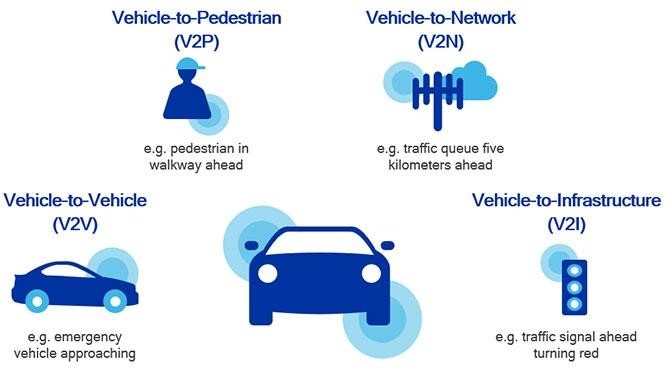 Vehicle-to-Pedestrian
(V2P)
e.g. pedestrian in
walkway ahead
Vehicle-to-Network
(V2N)
e.g. traffic queue five
kilometers ahead
Vehicle-to-Vehicle
(V2V)
e.g. emergency
vehicle approaching
Vehicle-to-Infrastructure
(V2I)
e.g. traffic signal ahead
turning red